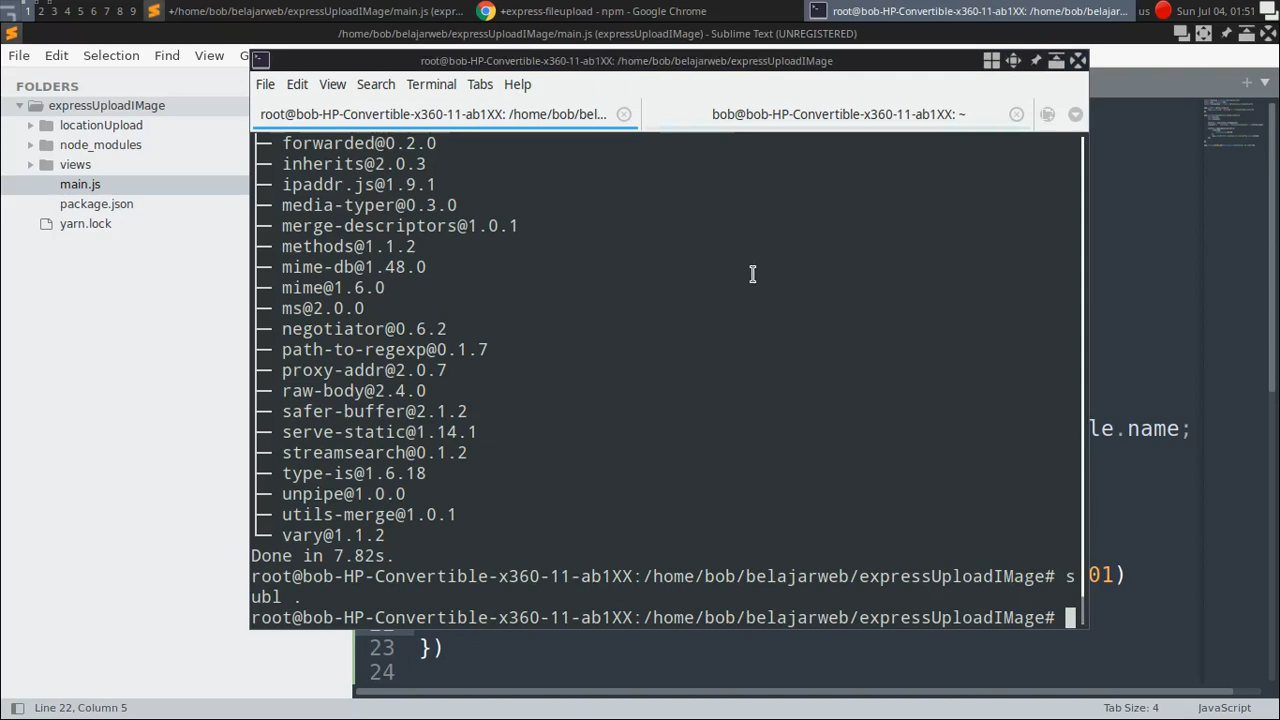 1 2 3 4 5 6 7 8 9
+/home/bob/belajarweb/expressUploadIMage/main.js (expr...
+express-fileupload - npm - Google Chrome
root@bob-HP-Convertible-x360-11-ab1XX: /home/bob/belajar...
us
Sun Jul 04, 01:51
/home/bob/belajarweb/expressUploadIMage/main.js (expressUploadIMage) - Sublime Text (UNREGISTERED)
File Edit Selection Find View
FOLDERS
expressUploadIMage
locationUpload
node_modules
views
main.js
package.json
yarn.lock
root@bob-HP-Convertible-x360-11-ab1XX: /home/bob/belajarweb/expressUploadIMage
File Edit View Search Terminal Tabs Help
root@bob-HP-Convertible-x360-11-ab1XX: /home/bob/bel...
bob@bob-HP-Convertible-x360-11-ab1XX: ~
├─ forwarded@0.2.0
├─ inherits@2.0.3
├─ ipaddr.js@1.9.1
├─ media-typer@0.3.0
├─ merge-descriptors@1.0.1
├─ methods@1.1.2
├─ mime-db@1.48.0
├─ mime@1.6.0
├─ ms@2.0.0
├─ negotiator@0.6.2
├─ path-to-regexp@0.1.7
├─ proxy-addr@2.0.7
├─ raw-body@2.4.0
├─ safer-buffer@2.1.2
├─ serve-static@1.14.1
├─ streamsearch@0.1.2
├─ type-is@1.6.18
├─ unpipe@1.0.0
├─ utils-merge@1.0.1
└─ vary@1.1.2
Done in 7.82s.
root@bob-HP-Convertible-x360-11-ab1XX:/home/bob/belajarweb/expressUploadIMage# s
ubl .
root@bob-HP-Convertible-x360-11-ab1XX:/home/bob/belajarweb/expressUploadIMage#
le.name;
01)
23 })
24
Line 22, Column 5
Tab Size: 4
JavaScript